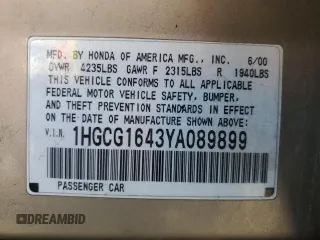 MFD. BY HONDA OF AMERICA MFG., INC. 6/00
GVWR 4235LBS GAWR F 2315LBS R 1940LBS
THIS VEHICLE CONFORMS TO ALL APPLICABLE
FEDERAL MOTOR VEHICLE SAFETY, BUMPER,
AND THEFT PREVENTION STANDARDS IN EFFECT
ON THE DATE OF MANUFACTURE SHOWN ABOVE.
V.I.N. 1HGCG1643YA089899
PASSENGER CAR
DREAMBID